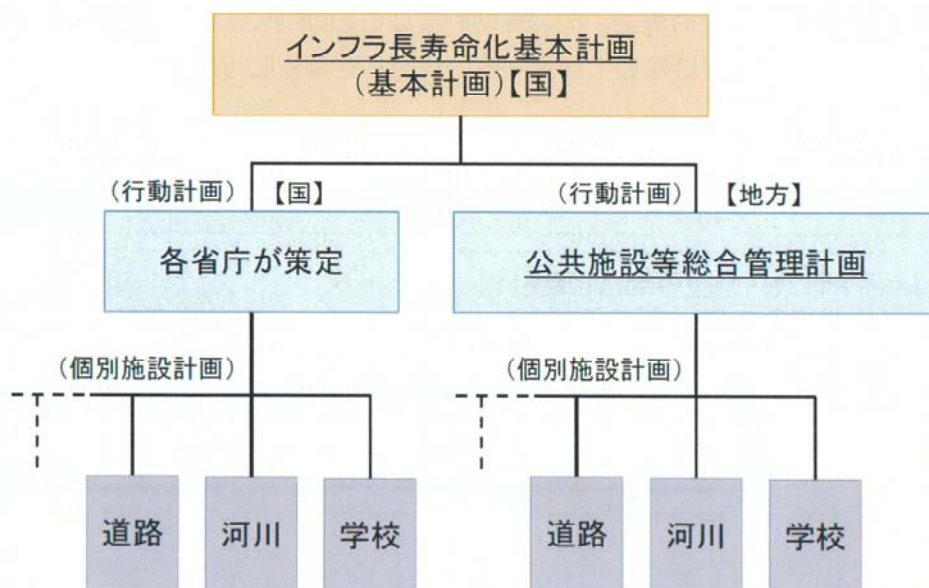 インフラ長寿命化基本計画
(基本計画)【国】
(行動計画) 【国】
(行動計画) 【地方】
各省庁が策定
公共施設等総合管理計画
(個別施設計画)
(個別施設計画)
道路
河川
学校
道路
河川
学校